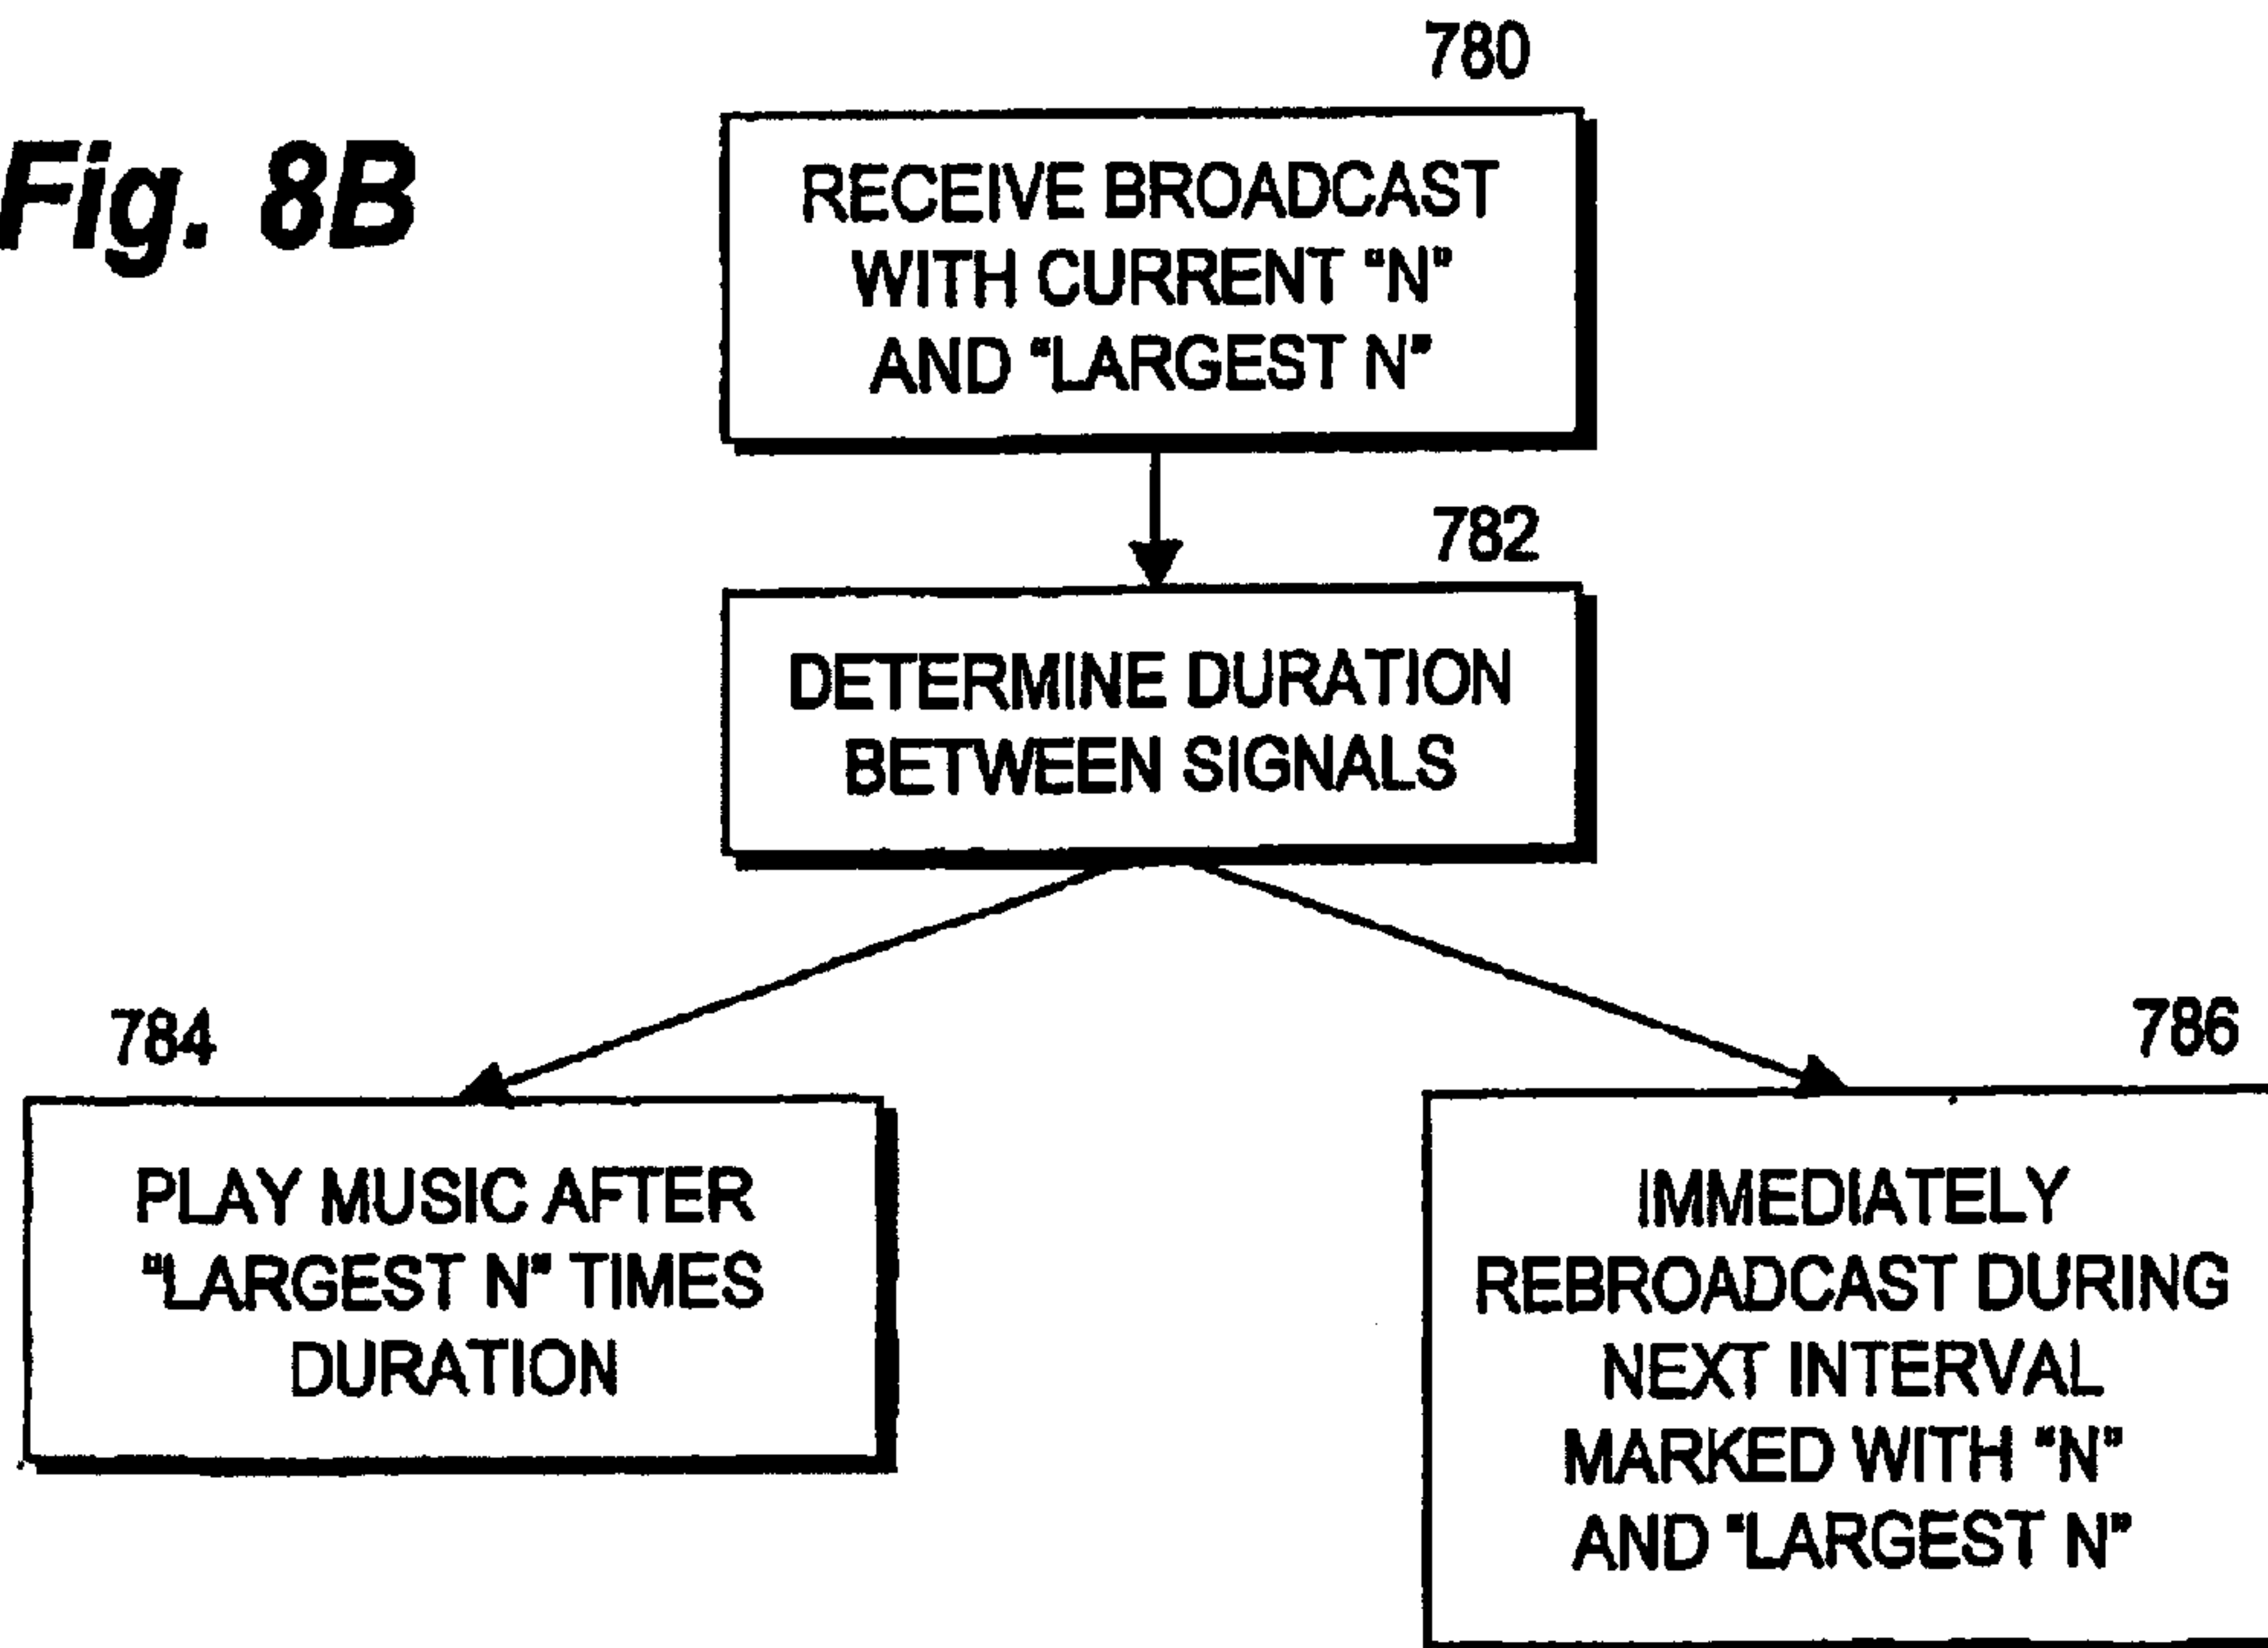 Fig. 8B
780
RECEIVE BROADCAST
WITH CURRENT "N"
AND "LARGEST N"
782
DETERMINE DURATION
BETWEEN SIGNALS
784
PLAY MUSIC AFTER
"LARGEST N" TIMES
DURATION
786
IMMEDIATELY
REBROADCAST DURING
NEXT INTERVAL
MARKED WITH "N"
AND "LARGEST N"